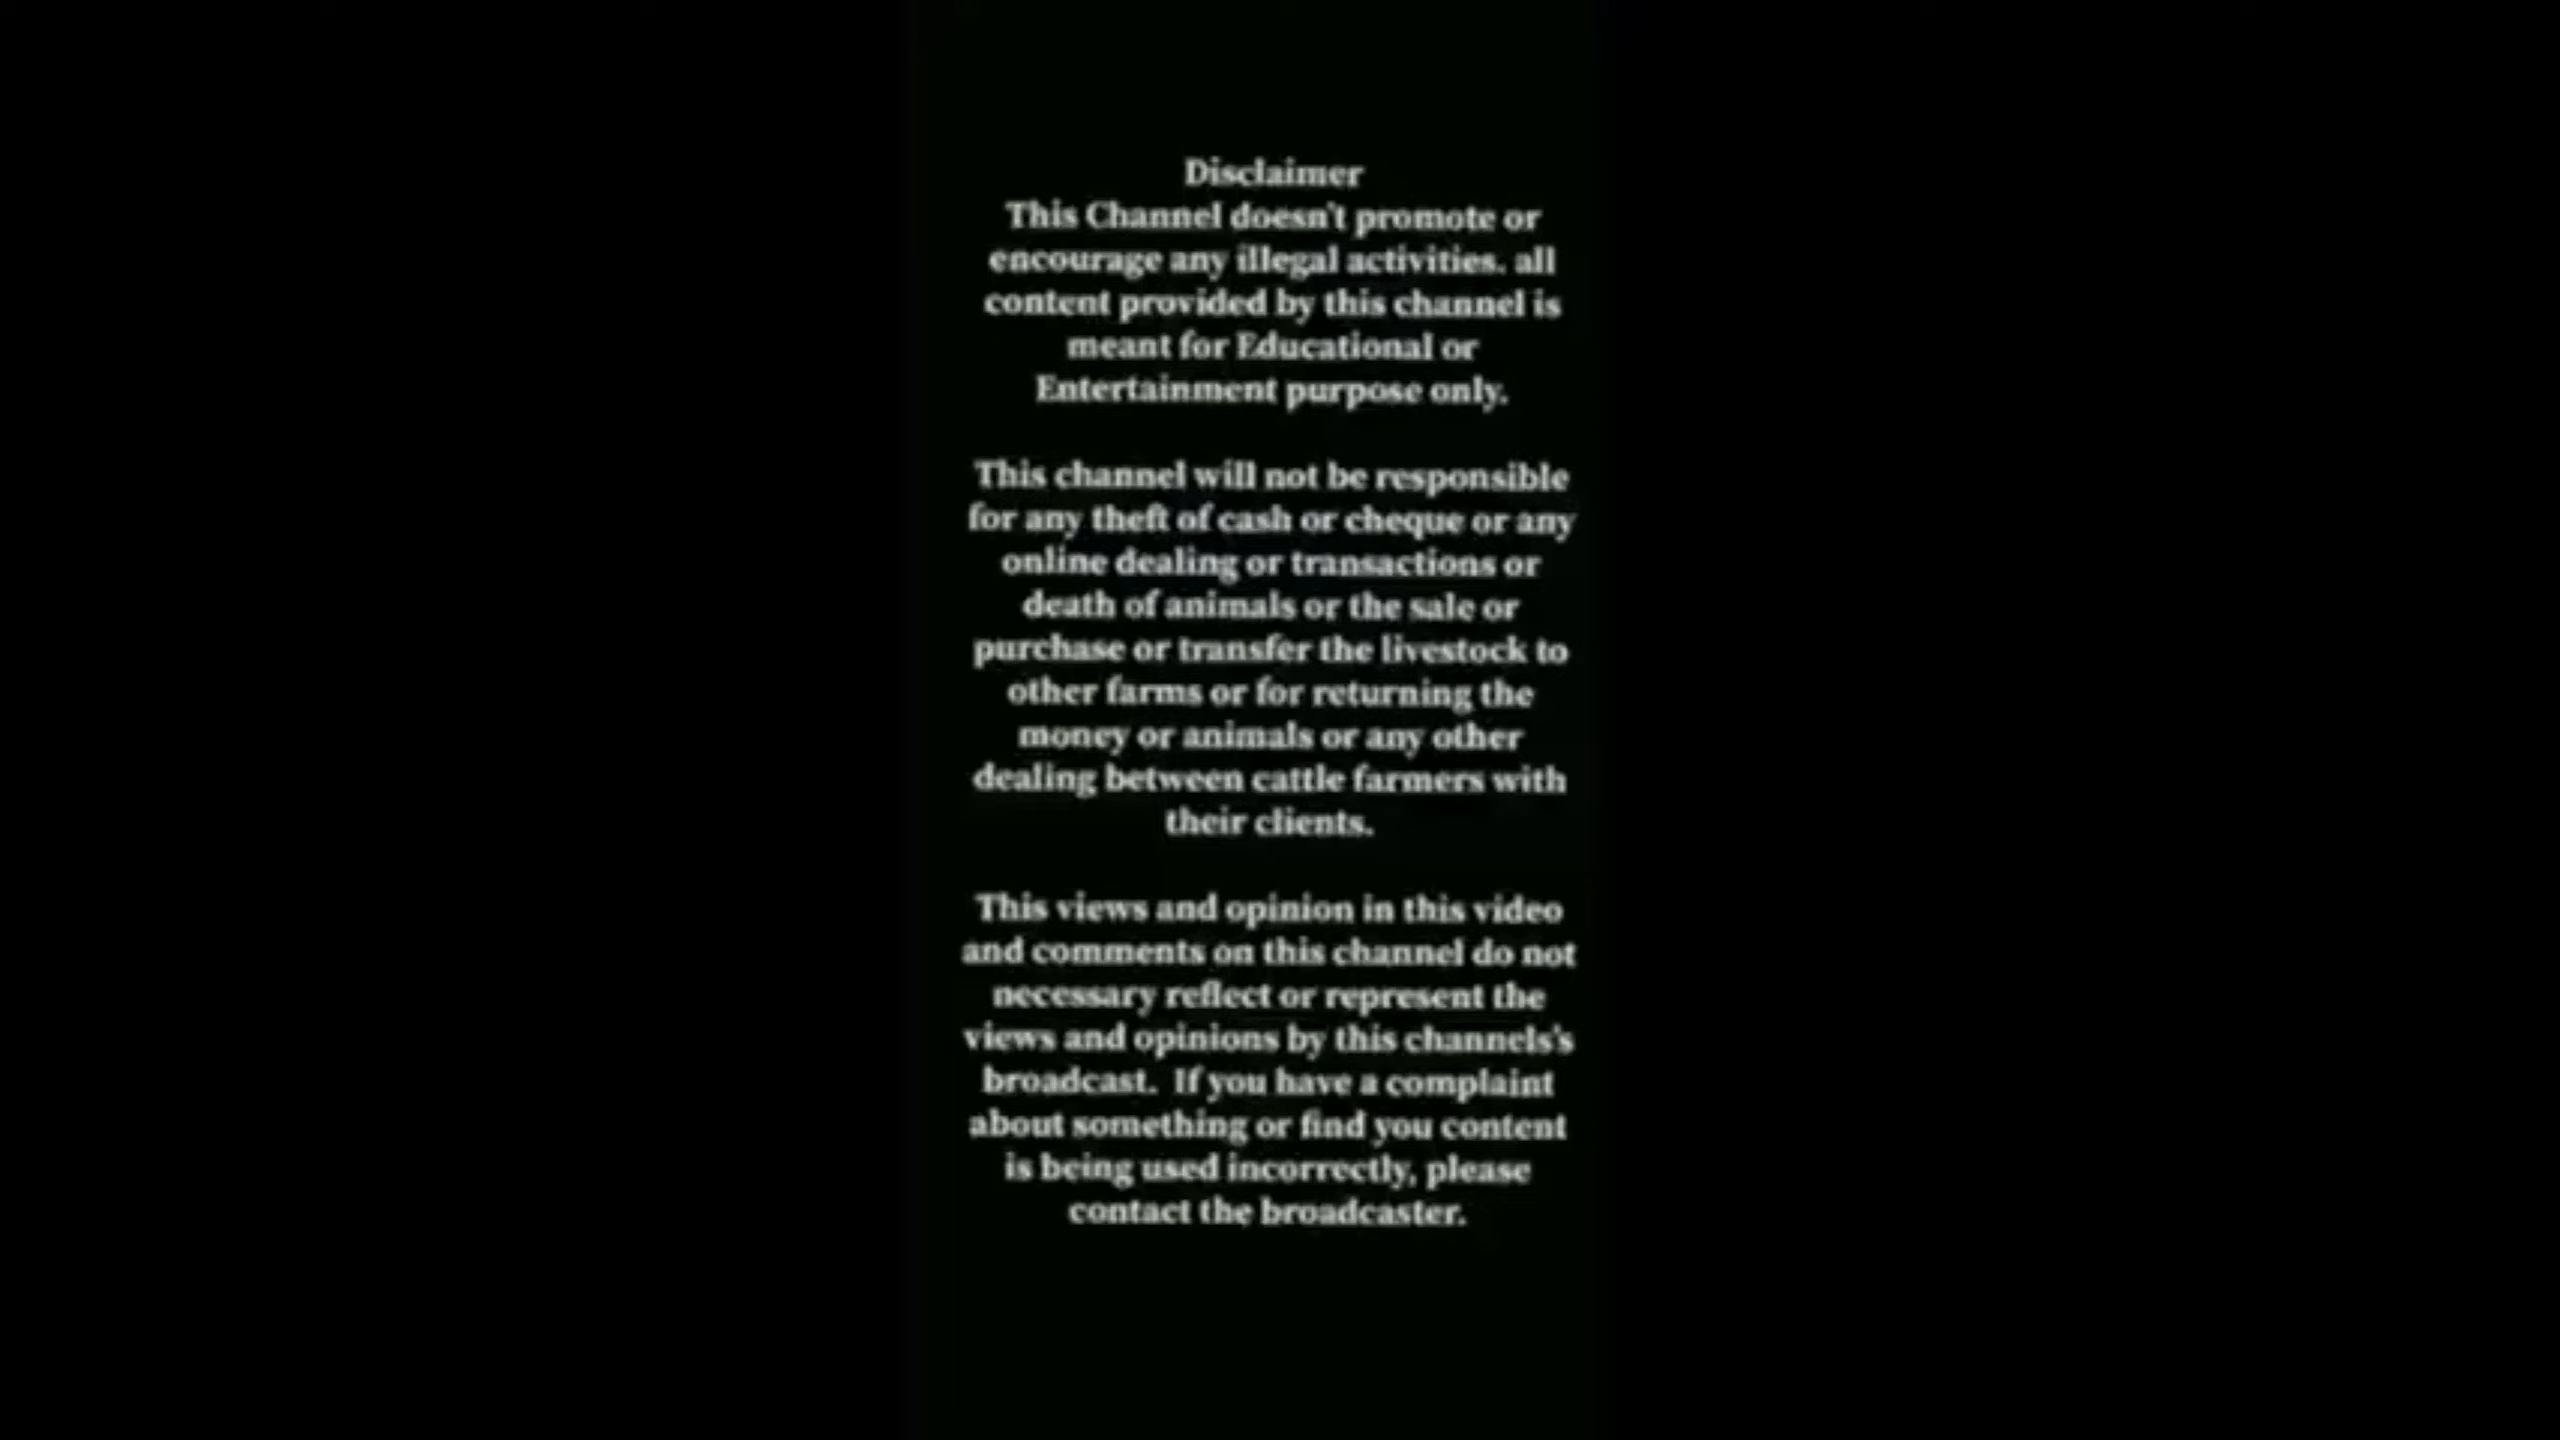 Disclaimer
This Channel doesn't promote or
encourage any illegal activities. all
content provided by this channel is
meant for Educational or
Entertainment purpose only.
This channel will not be responsible
for any theft of cash or cheque or any
online dealing or transactions or
death of animals or the sale or
purchase or transfer the livestock to
other farms or for returning the
money or animals or any other
dealing between cattle farmers with
their clients.
This views and opinion in this video
and comments on this channel do not
necessary reflect or represent the
views and opinions by this channels's
broadcast. If you have a complaint
about something or find you content
is being used incorrectly, please
contact the broadcaster.